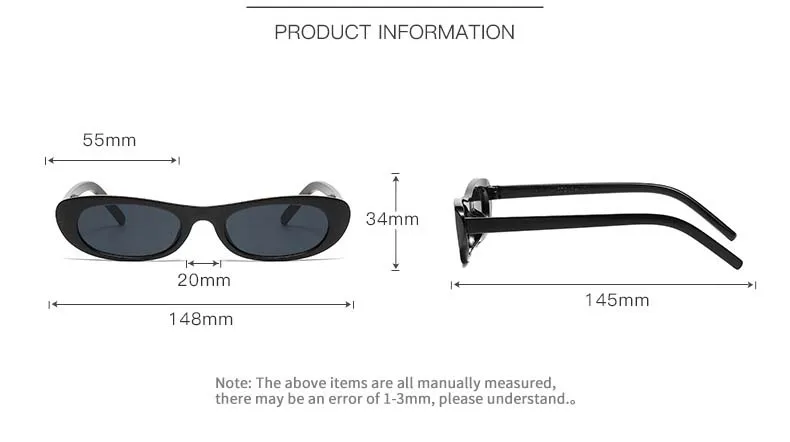 PRODUCT INFORMATION
55mm
34mm
20mm
148mm
145mm
Note: The above items are all manually measured,
there may be an error of 1-3mm, please understand.。